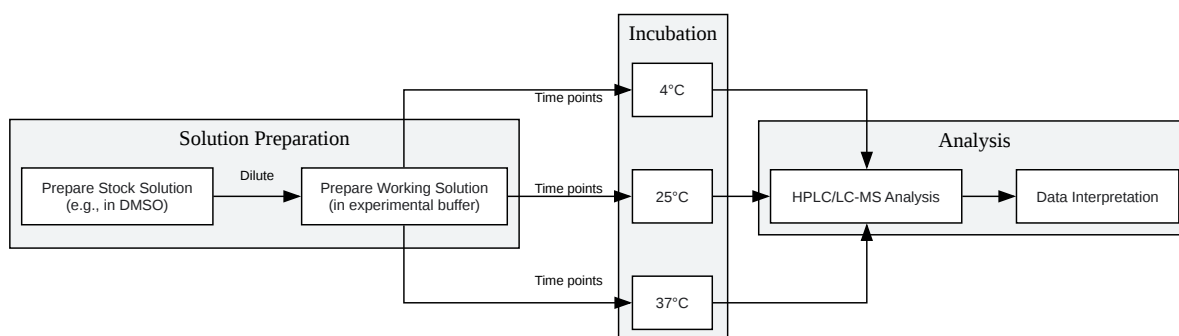 Incubation
4°C
Time points
Solution Preparation
Analysis
Dilute
Prepare Stock Solution
(e.g., in DMSO)
Prepare Working Solution
(in experimental buffer)
Time points
25°C
HPLC/LC-MS Analysis
Data Interpretation
Time points
37°C